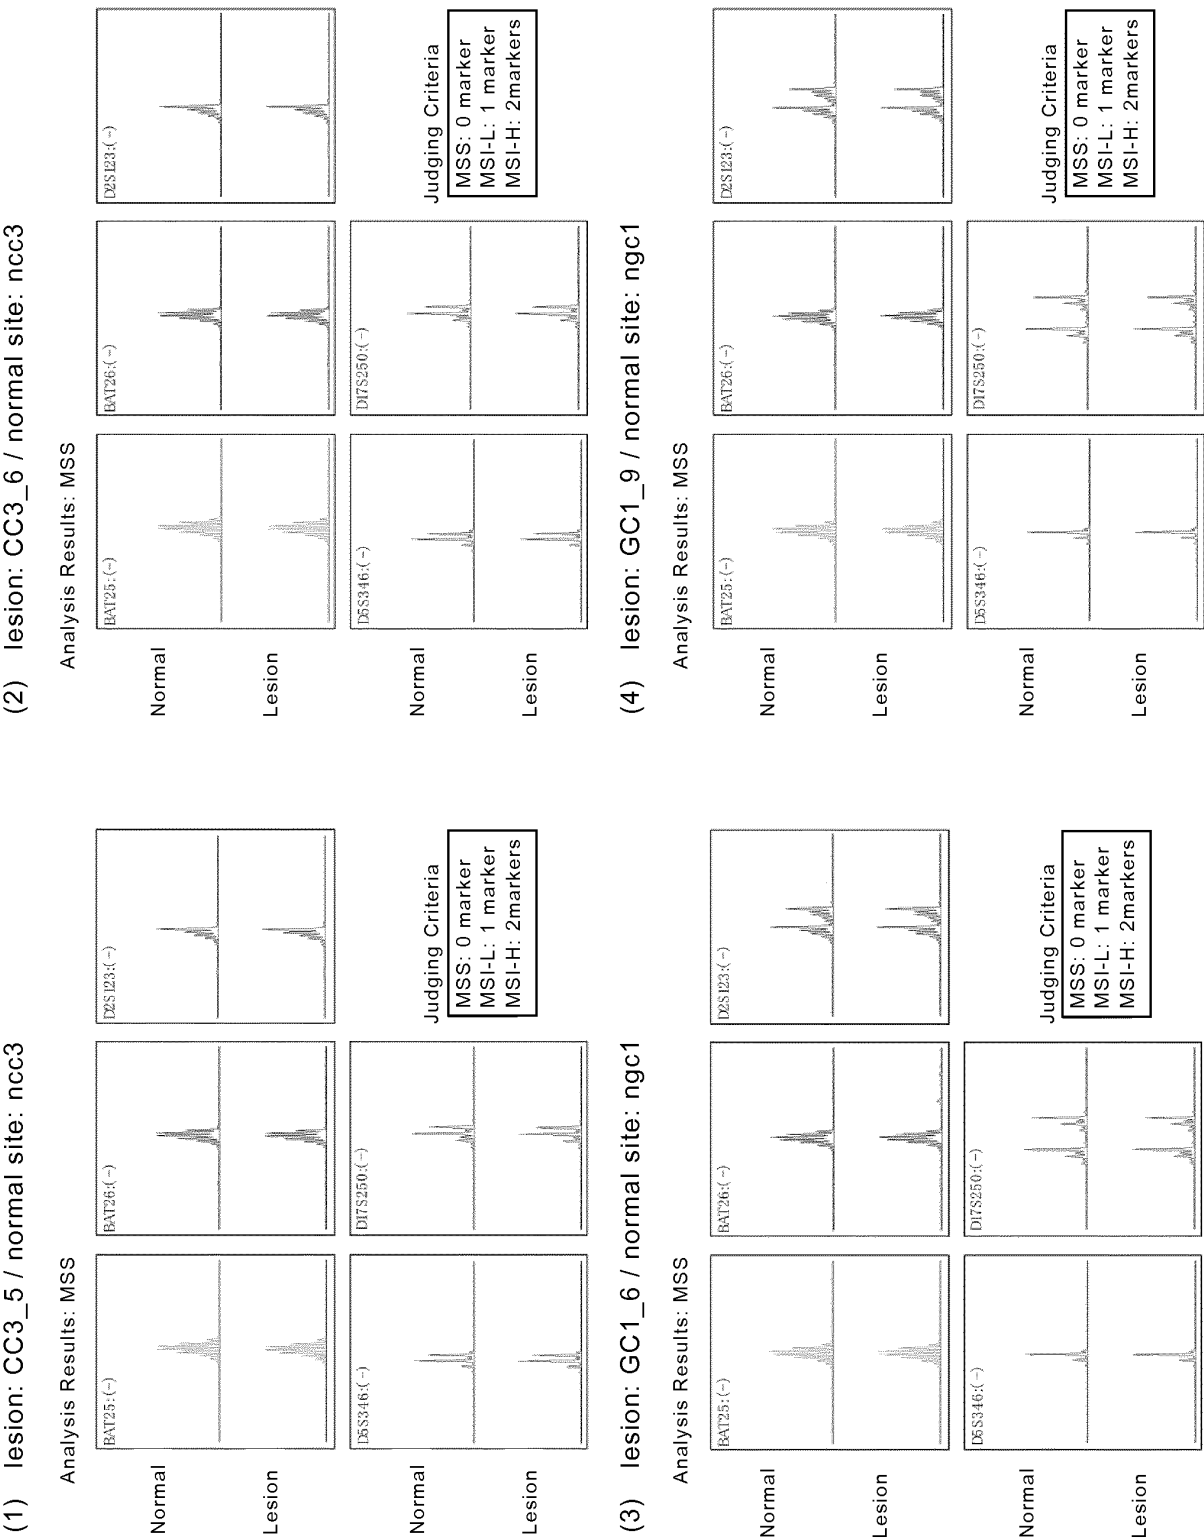 (1) lesion: CC3_5 / normal site: ncc3
Analysis Results: MSS
BAT25:(-)
BAT26:(-)
D2S123:(-)
Normal
Lesion
D5S346:(-)
D17S250:(-)
Normal
Lesion
Judging Criteria
MSS: 0 marker
MSI-L: 1 marker
MSI-H: 2markers
(2) lesion: CC3_6 / normal site: ncc3
Analysis Results: MSS
BAT25:(-)
BAT26:(-)
D2S123:(-)
Normal
Lesion
D5S346:(-)
D17S250:(-)
Normal
Lesion
Judging Criteria
MSS: 0 marker
MSI-L: 1 marker
MSI-H: 2markers
(3) lesion: GC1_6 / normal site: ngc1
Analysis Results: MSS
BAT25:(-)
BAT26:(-)
D2S123:(-)
Normal
Lesion
D5S346:(-)
D17S250:(-)
Normal
Lesion
Judging Criteria
MSS: 0 marker
MSI-L: 1 marker
MSI-H: 2markers
(4) lesion: GC1_9 / normal site: ngc1
Analysis Results: MSS
BAT25:(-)
BAT26:(-)
D2S123:(-)
Normal
Lesion
D5S346:(-)
D17S250:(-)
Normal
Lesion
Judging Criteria
MSS: 0 marker
MSI-L: 1 marker
MSI-H: 2markers